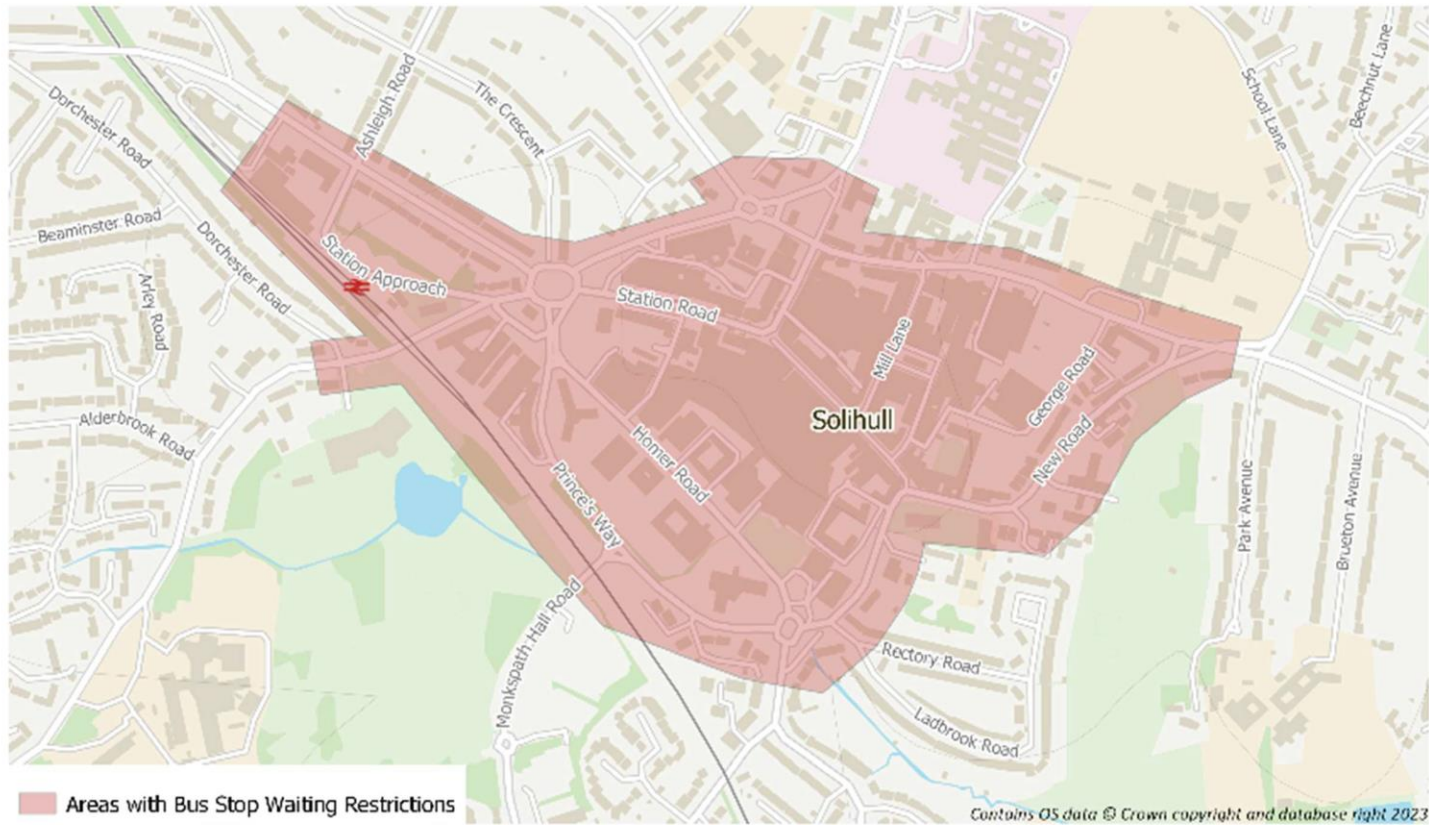 Ashleigh Road
The Crescent
School Lane
Beechnut Lane
Dorchester Road
Beaminster Road
Dorchester Road
Station Approach
Arley Road
Station Road
Mill Lane
George Road
Solihull
New Road
Alderbrook Road
Homer Road
Prince's Way
Park Avenue
Brueton Avenue
Monkspath Hall Road
Rectory Road
Ladbrook Road
Areas with Bus Stop Waiting Restrictions
Contains OS data © Crown copyright and database right 2023